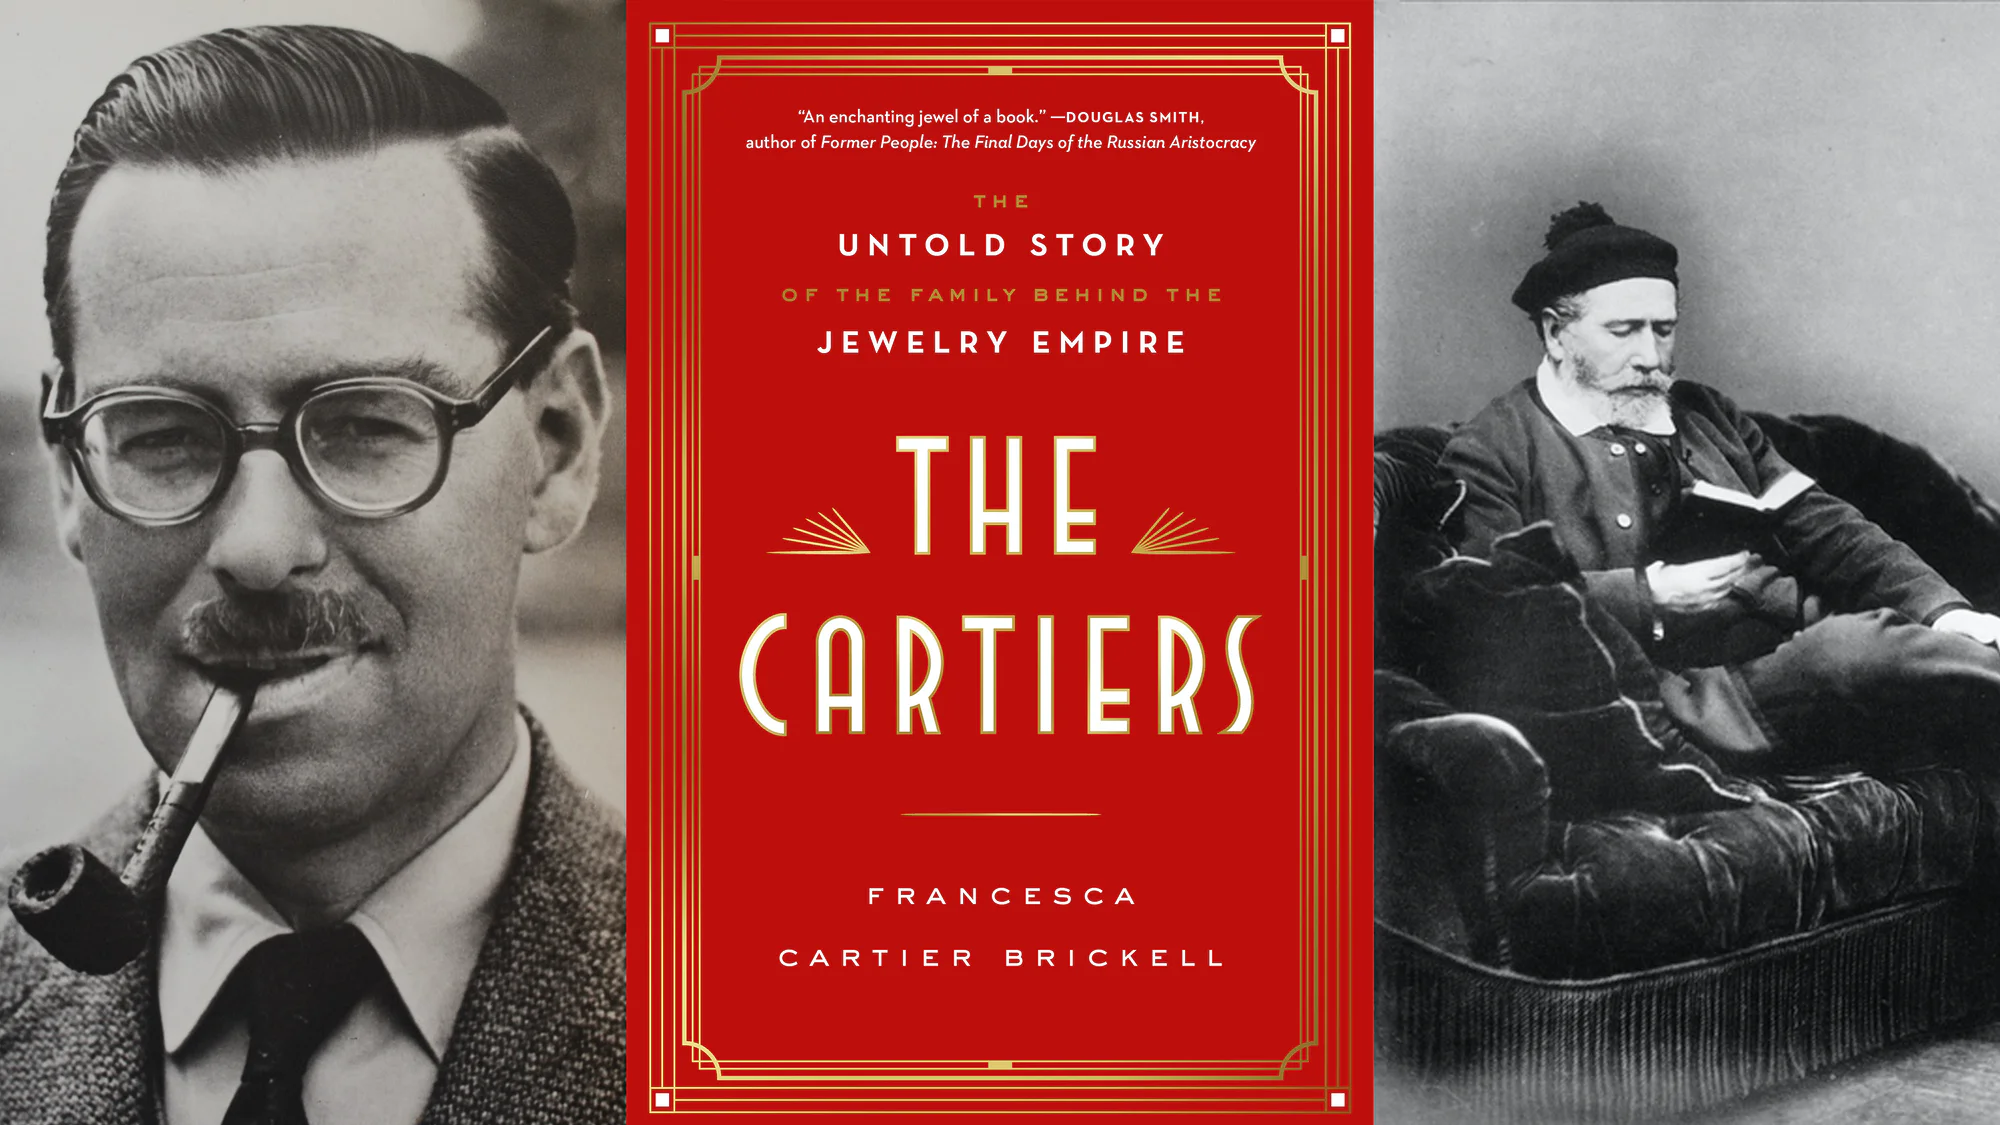 “An enchanting jewel of a book.” —DOUGLAS SMITH,
author of Former People: The Final Days of the Russian Aristocracy
THE
UNTOLD STORY
OF THE FAMILY BEHIND THE
JEWELRY EMPIRE
THE
CARTIERS
FRANCESCA
CARTIER BRICKELL